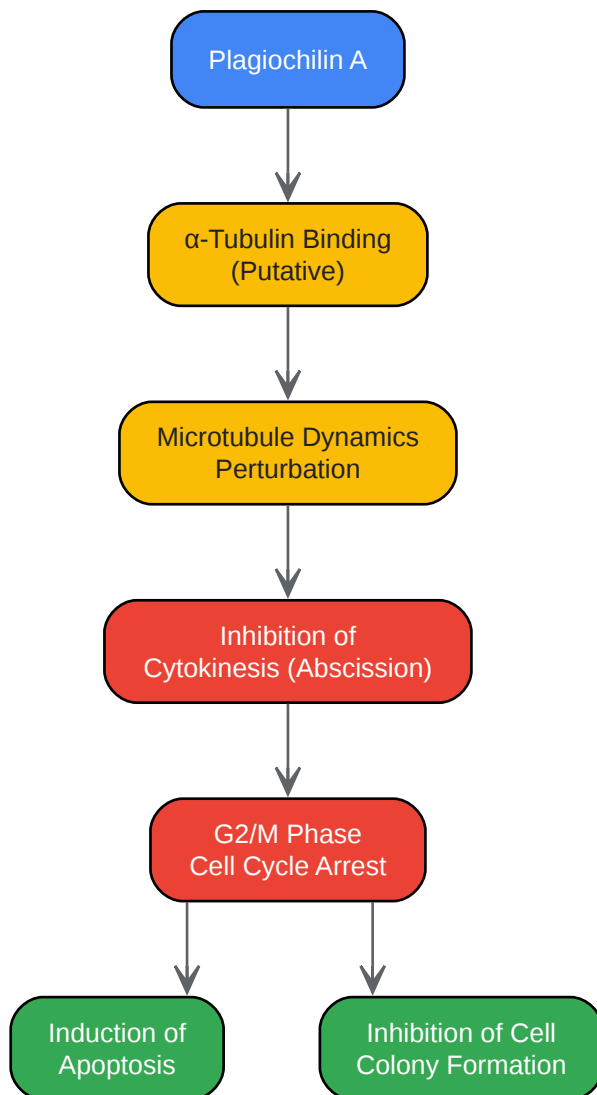 Plagiochilin A
α-Tubulin Binding
(Putative)
Microtubule Dynamics
Perturbation
Inhibition of
Cytokinesis (Abscission)
G2/M Phase
Cell Cycle Arrest
Induction of
Apoptosis
Inhibition of Cell
Colony Formation